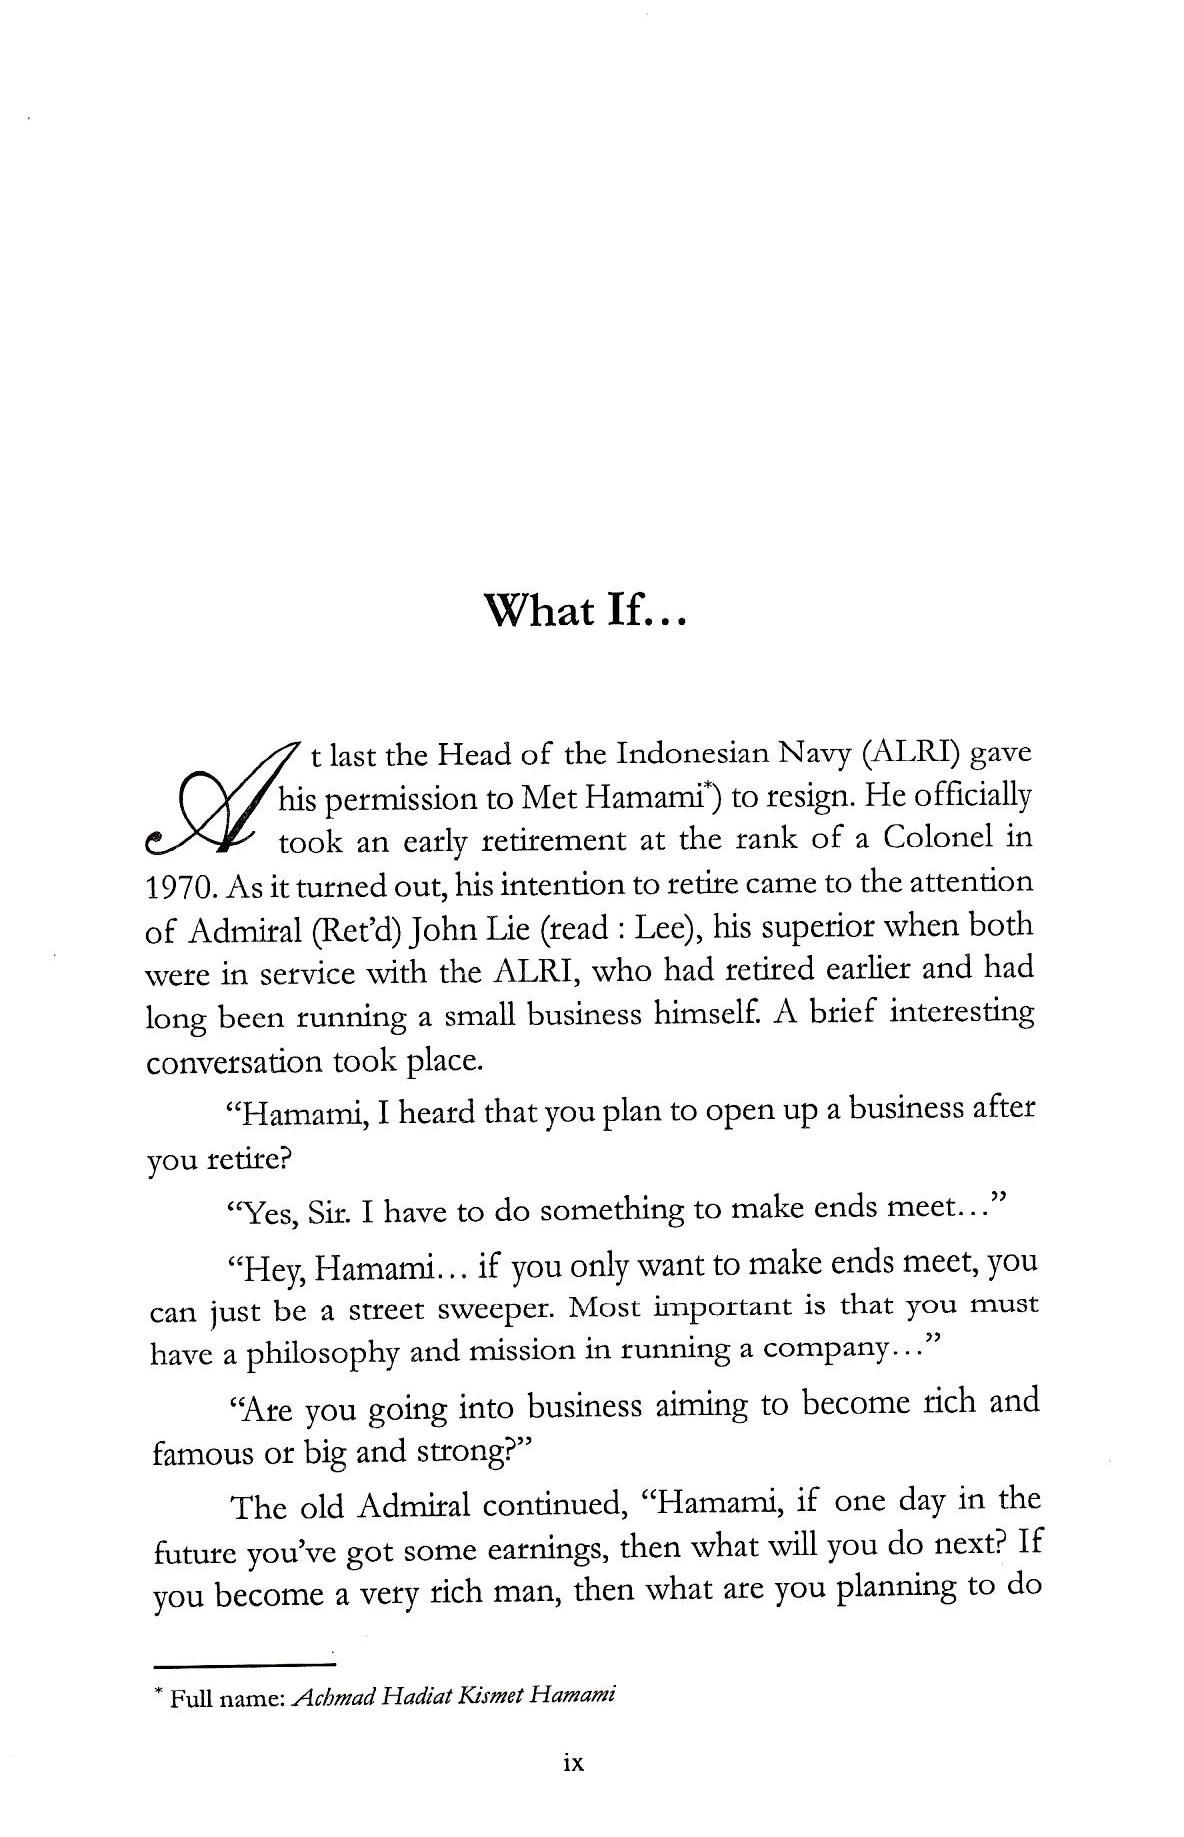 What If...
At last the Head of the Indonesian Navy (ALRI) gave
his permission to Met Hamami*) to resign. He officially
took an early retirement at the rank of a Colonel in
1970. As it turned out, his intention to retire came to the attention
of Admiral (Ret'd) John Lie (read : Lee), his superior when both
were in service with the ALRI, who had retired earlier and had
long been running a small business himself. A brief interesting
conversation took place.
“Hamami, I heard that you plan to open up a business after
you retire?
“Yes, Sir. I have to do something to make ends meet...”
“Hey, Hamami... if you only want to make ends meet, you
can just be a street sweeper. Most important is that you must
have a philosophy and mission in running a company...”
“Are you going into business aiming to become rich and
famous or big and strong?”
The old Admiral continued, “Hamami, if one day in the
future you've got some earnings, then what will you do next? If
you become a very rich man, then what are you planning to do
* Full name: Achmad Hadiat Kismet Hamami
ix